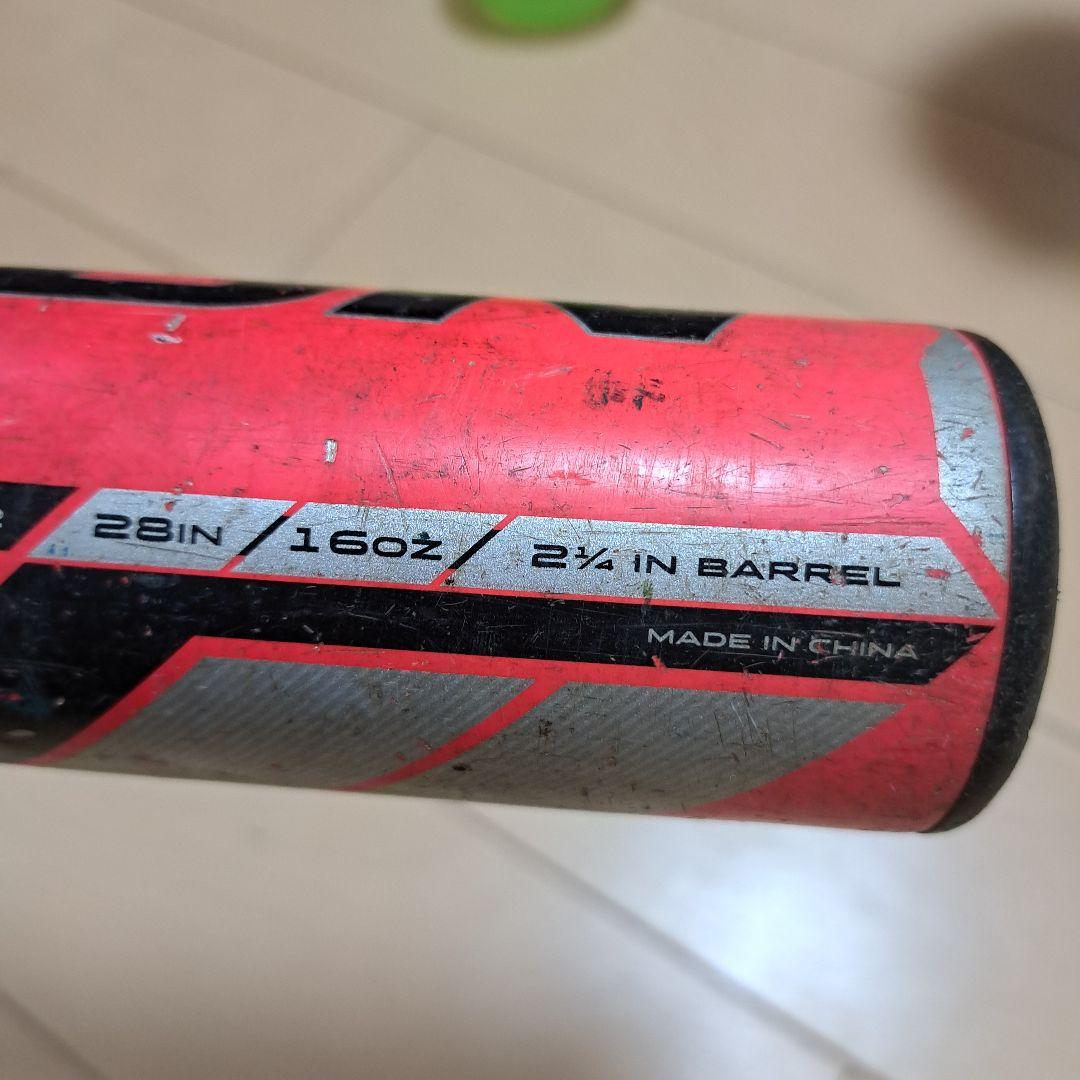 28IN / 16OZ / 2¼ IN BARREL
MADE IN CHINA